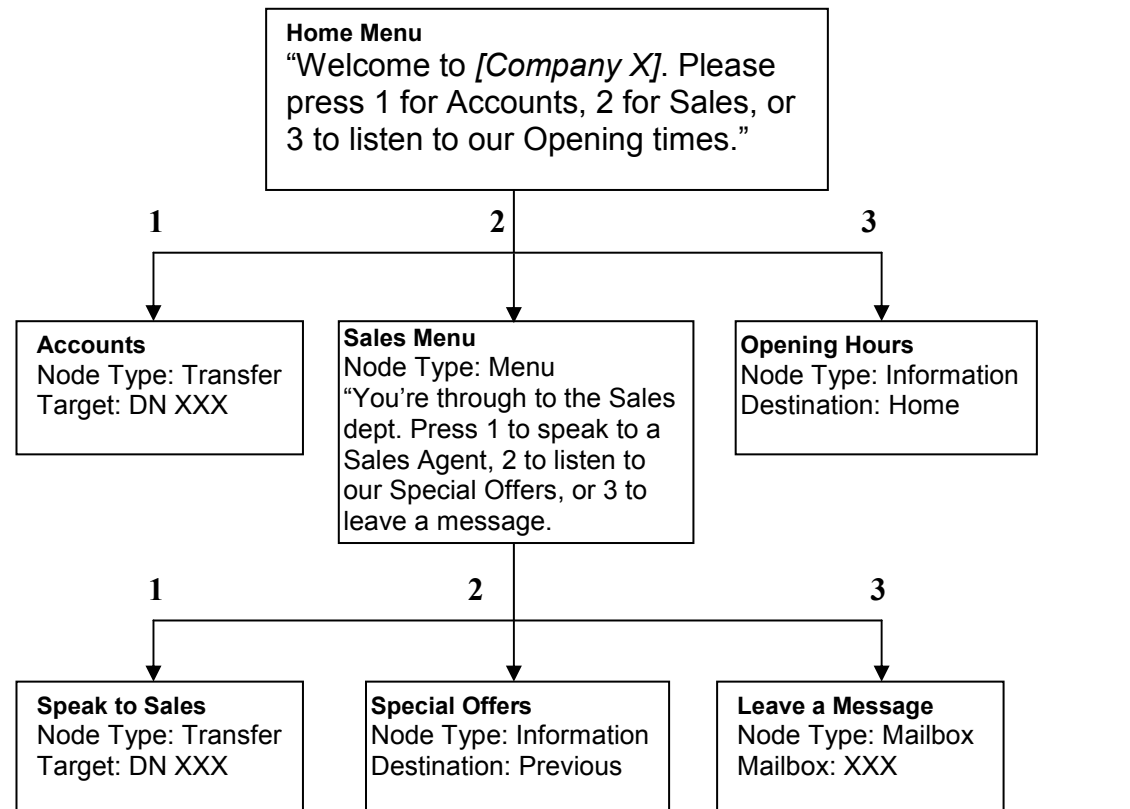 Home Menu
“Welcome to [Company X]. Please
press 1 for Accounts, 2 for Sales, or
3 to listen to our Opening times.”
1
2
3
Accounts
Node Type: Transfer
Target: DN XXX
Sales Menu
Node Type: Menu
“You’re through to the Sales
dept. Press 1 to speak to a
Sales Agent, 2 to listen to
our Special Offers, or 3 to
leave a message.
Opening Hours
Node Type: Information
Destination: Home
1
2
3
Speak to Sales
Node Type: Transfer
Target: DN XXX
Special Offers
Node Type: Information
Destination: Previous
Leave a Message
Node Type: Mailbox
Mailbox: XXX